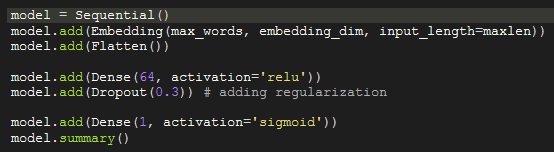 model = Sequential()
model.add(Embedding(max_words, embedding_dim, input_length=maxlen))
model.add(Flatten())
model.add(Dense(64, activation='relu'))
model.add(Dropout(0.3)) # adding regularization
model.add(Dense(1, activation='sigmoid'))
model.summary()